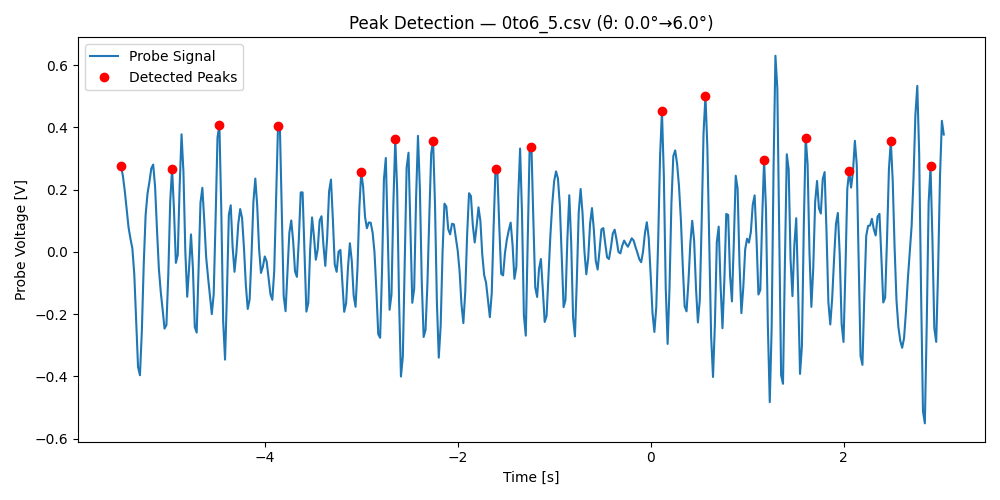 Peak Detection — 0to6_5.csv (θ: 0.0°→6.0°)
Probe Signal
Detected Peaks
Probe Voltage [V]
0.6
0.4
0.2
0.0
−0.2
−0.4
−0.6
−4
−2
0
2
Time [s]